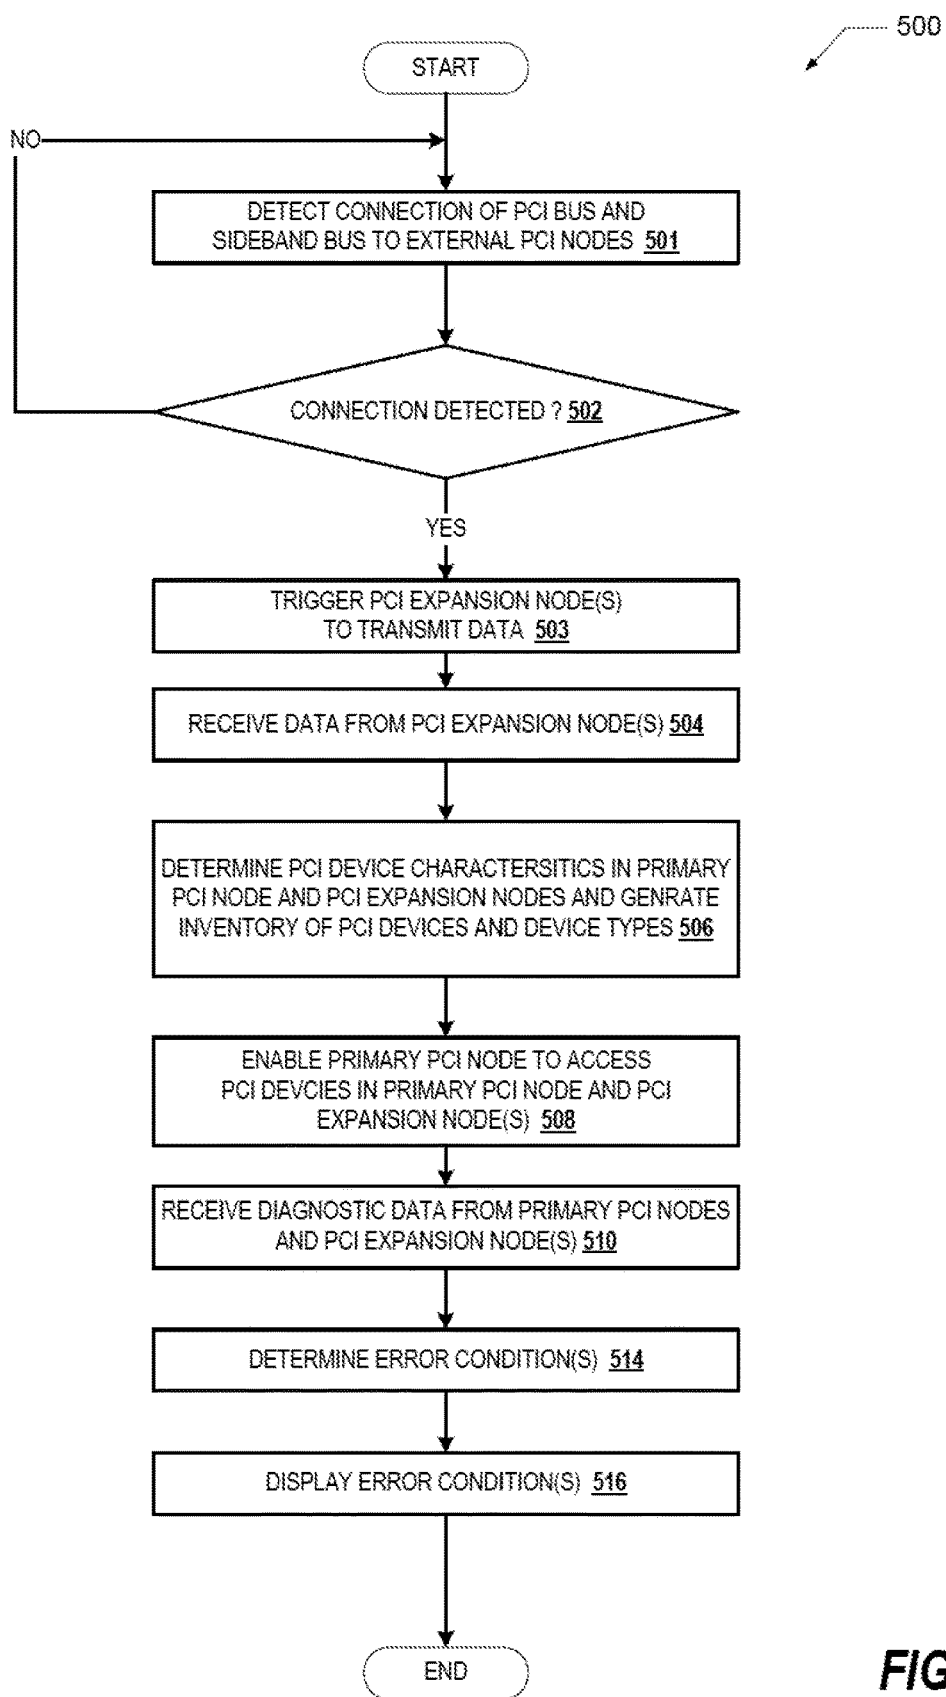 500
START
NO
DETECT CONNECTION OF PCI BUS AND
SIDEBAND BUS TO EXTERNAL PCI NODES 501
CONNECTION DETECTED ? 502
YES
TRIGGER PCI EXPANSION NODE(S)
TO TRANSMIT DATA 503
RECEIVE DATA FROM PCI EXPANSION NODE(S) 504
DETERMINE PCI DEVICE CHARACTERSITICS IN PRIMARY
PCI NODE AND PCI EXPANSION NODES AND GENRATE
INVENTORY OF PCI DEVICES AND DEVICE TYPES 506
ENABLE PRIMARY PCI NODE TO ACCESS
PCI DEVCIES IN PRIMARY PCI NODE AND PCI
EXPANSION NODE(S) 508
RECEIVE DIAGNOSTIC DATA FROM PRIMARY PCI NODES
AND PCI EXPANSION NODE(S) 510
DETERMINE ERROR CONDITION(S) 514
DISPLAY ERROR CONDITION(S) 516
END
FIG